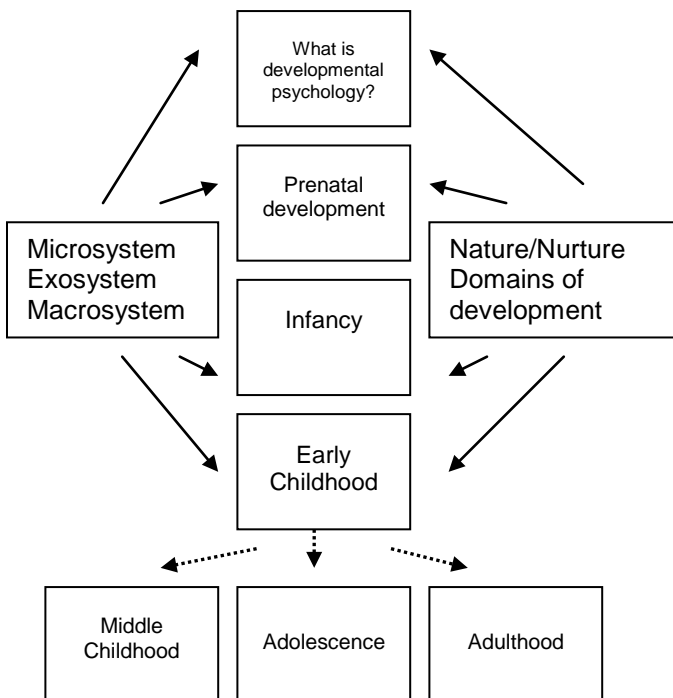 What is
developmental
psychology?
Prenatal
development
Microsystem
Exosystem
Macrosystem
Nature/Nurture
Domains of
development
Infancy
Early
Childhood
Middle
Childhood
Adolescence
Adulthood